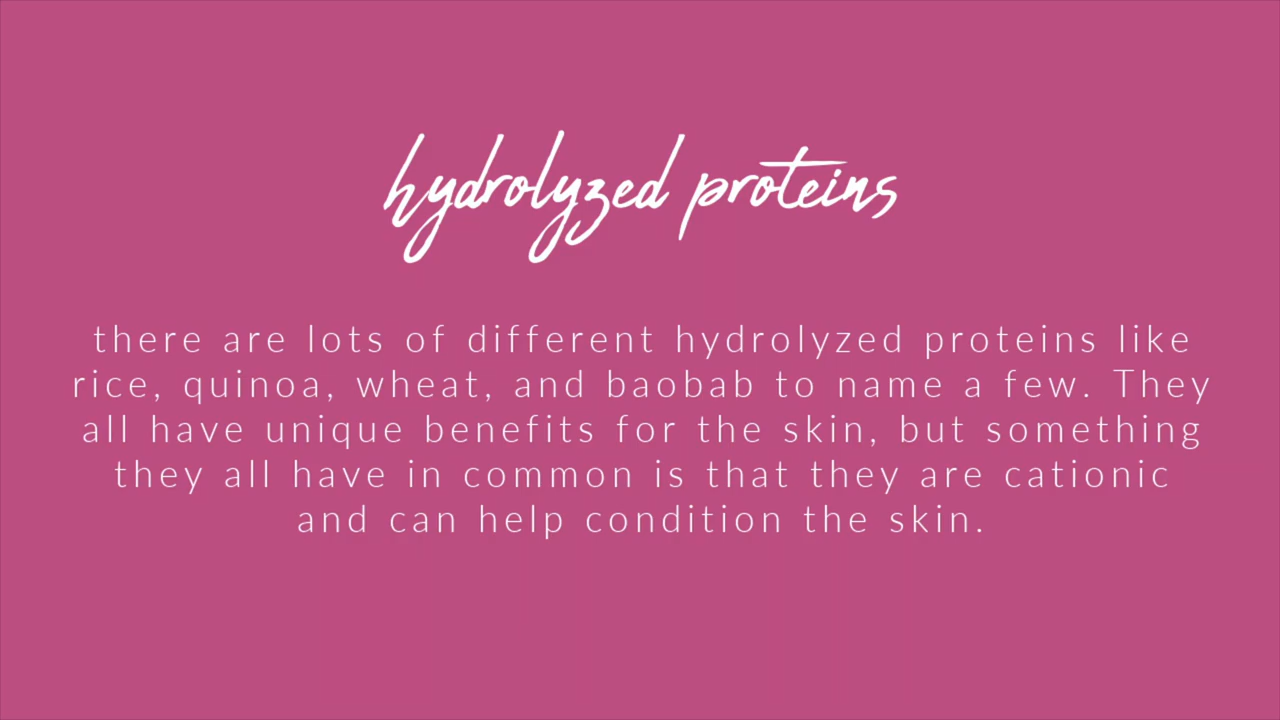 hydrolyzed proteins
there are lots of different hydrolyzed proteins like
rice, quinoa, wheat, and baobab to name a few. They
all have unique benefits for the skin, but something
they all have in common is that they are cationic
and can help condition the skin.